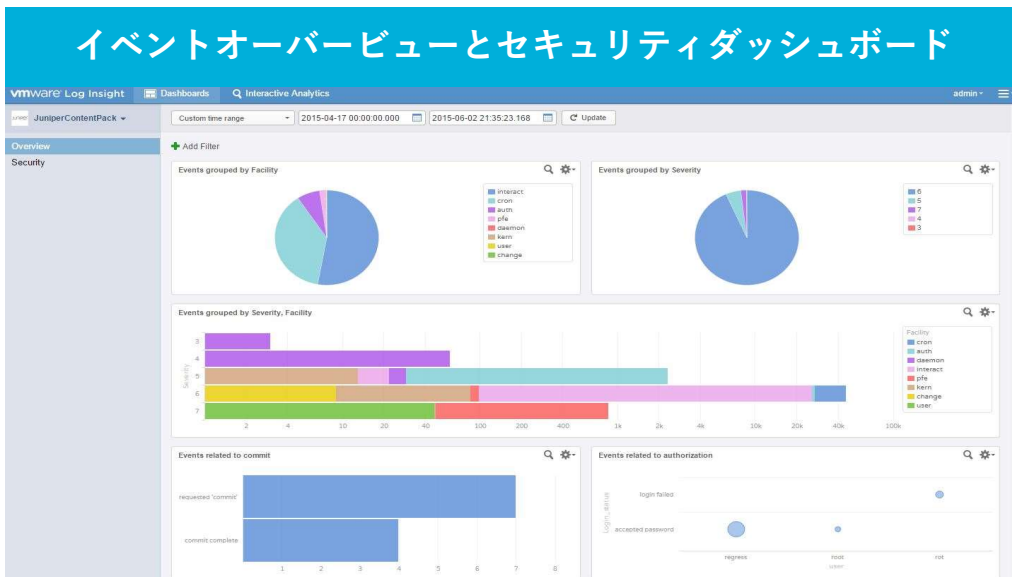 イベントオーバービューとセキュリティダッシュボード
vmware Log Insight Dashboards Interactive Analytics admin
JuniperContentPack Custom time range 2015-04-17 00:00:00.000 2015-06-02 21:35:23.168 Update
Overview
Security
Add Filter
Events grouped by Facility
interact
cron
auth
pfe
daemon
kern
user
change
Events grouped by Severity
6
5
7
4
3
Events grouped by Severity, Facility
Severity
3
4
5
6
7
2 4 10 20 40 100 200 400 1k 2k 4k 10k 20k 40k 100k
Facility
cron
auth
daemon
interact
pfe
kern
change
user
Events related to commit
requested 'commit'
commit complete
1 2 3 4 5 6 7 8
Events related to authorization
login_status
login failed
accepted password
regress root rot
user